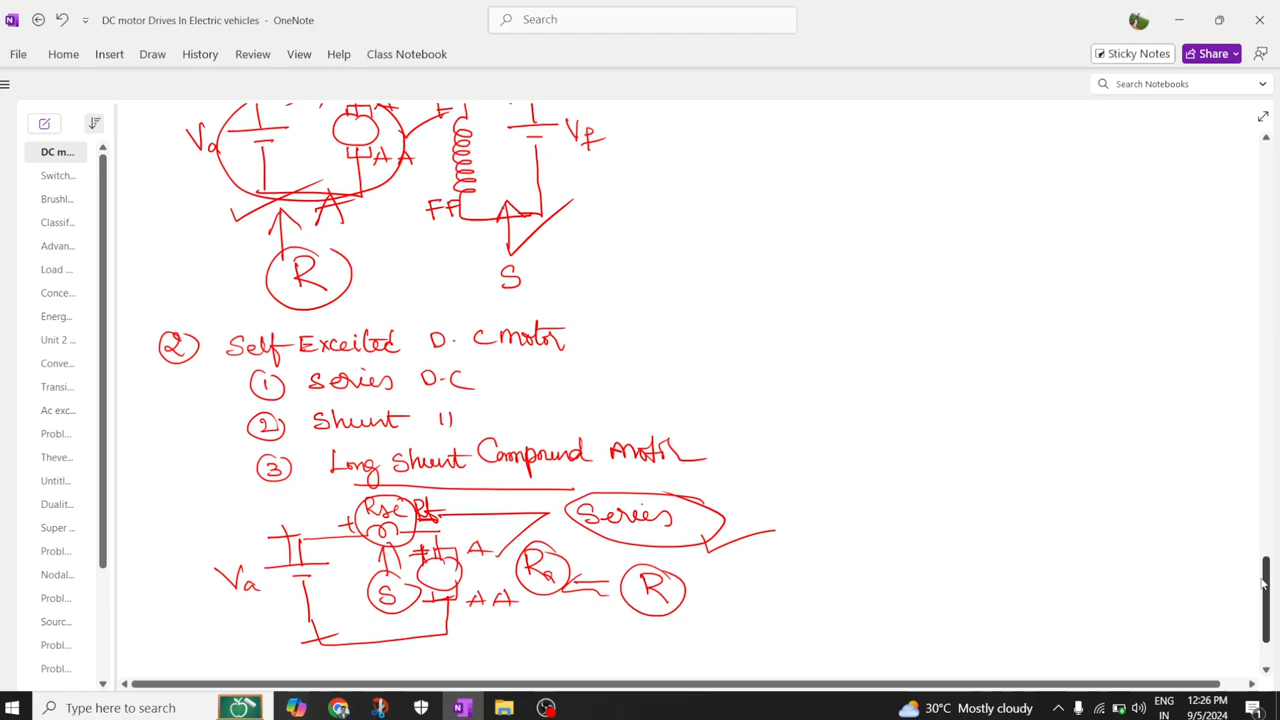 DC motor Drives In Electric vehicles - OneNote
Search
File Home Insert Draw History Review View Help Class Notebook
Sticky Notes
Share
Search Notebooks
DC m...
Switch...
Brushl...
Classif...
Advan...
Load ...
Conce...
Energ...
Unit 2 ...
Conve...
Transi...
Ac exc...
Probl...
Theve...
Untitl...
Dualit...
Super ...
Probl...
Nodal...
Probl...
Sourc...
Probl...
Probl...
Va
A A
Vf
A
FF
R
S
② Self-Excited D.C Motor
① Series D.C
② Shunt 11
③ Long Shunt Compound Motor
Rse
Series
+
A
Va
S
Ra
R
A A
Type here to search
30°C Mostly cloudy
ENG
IN
12:26 PM
9/5/2024
1